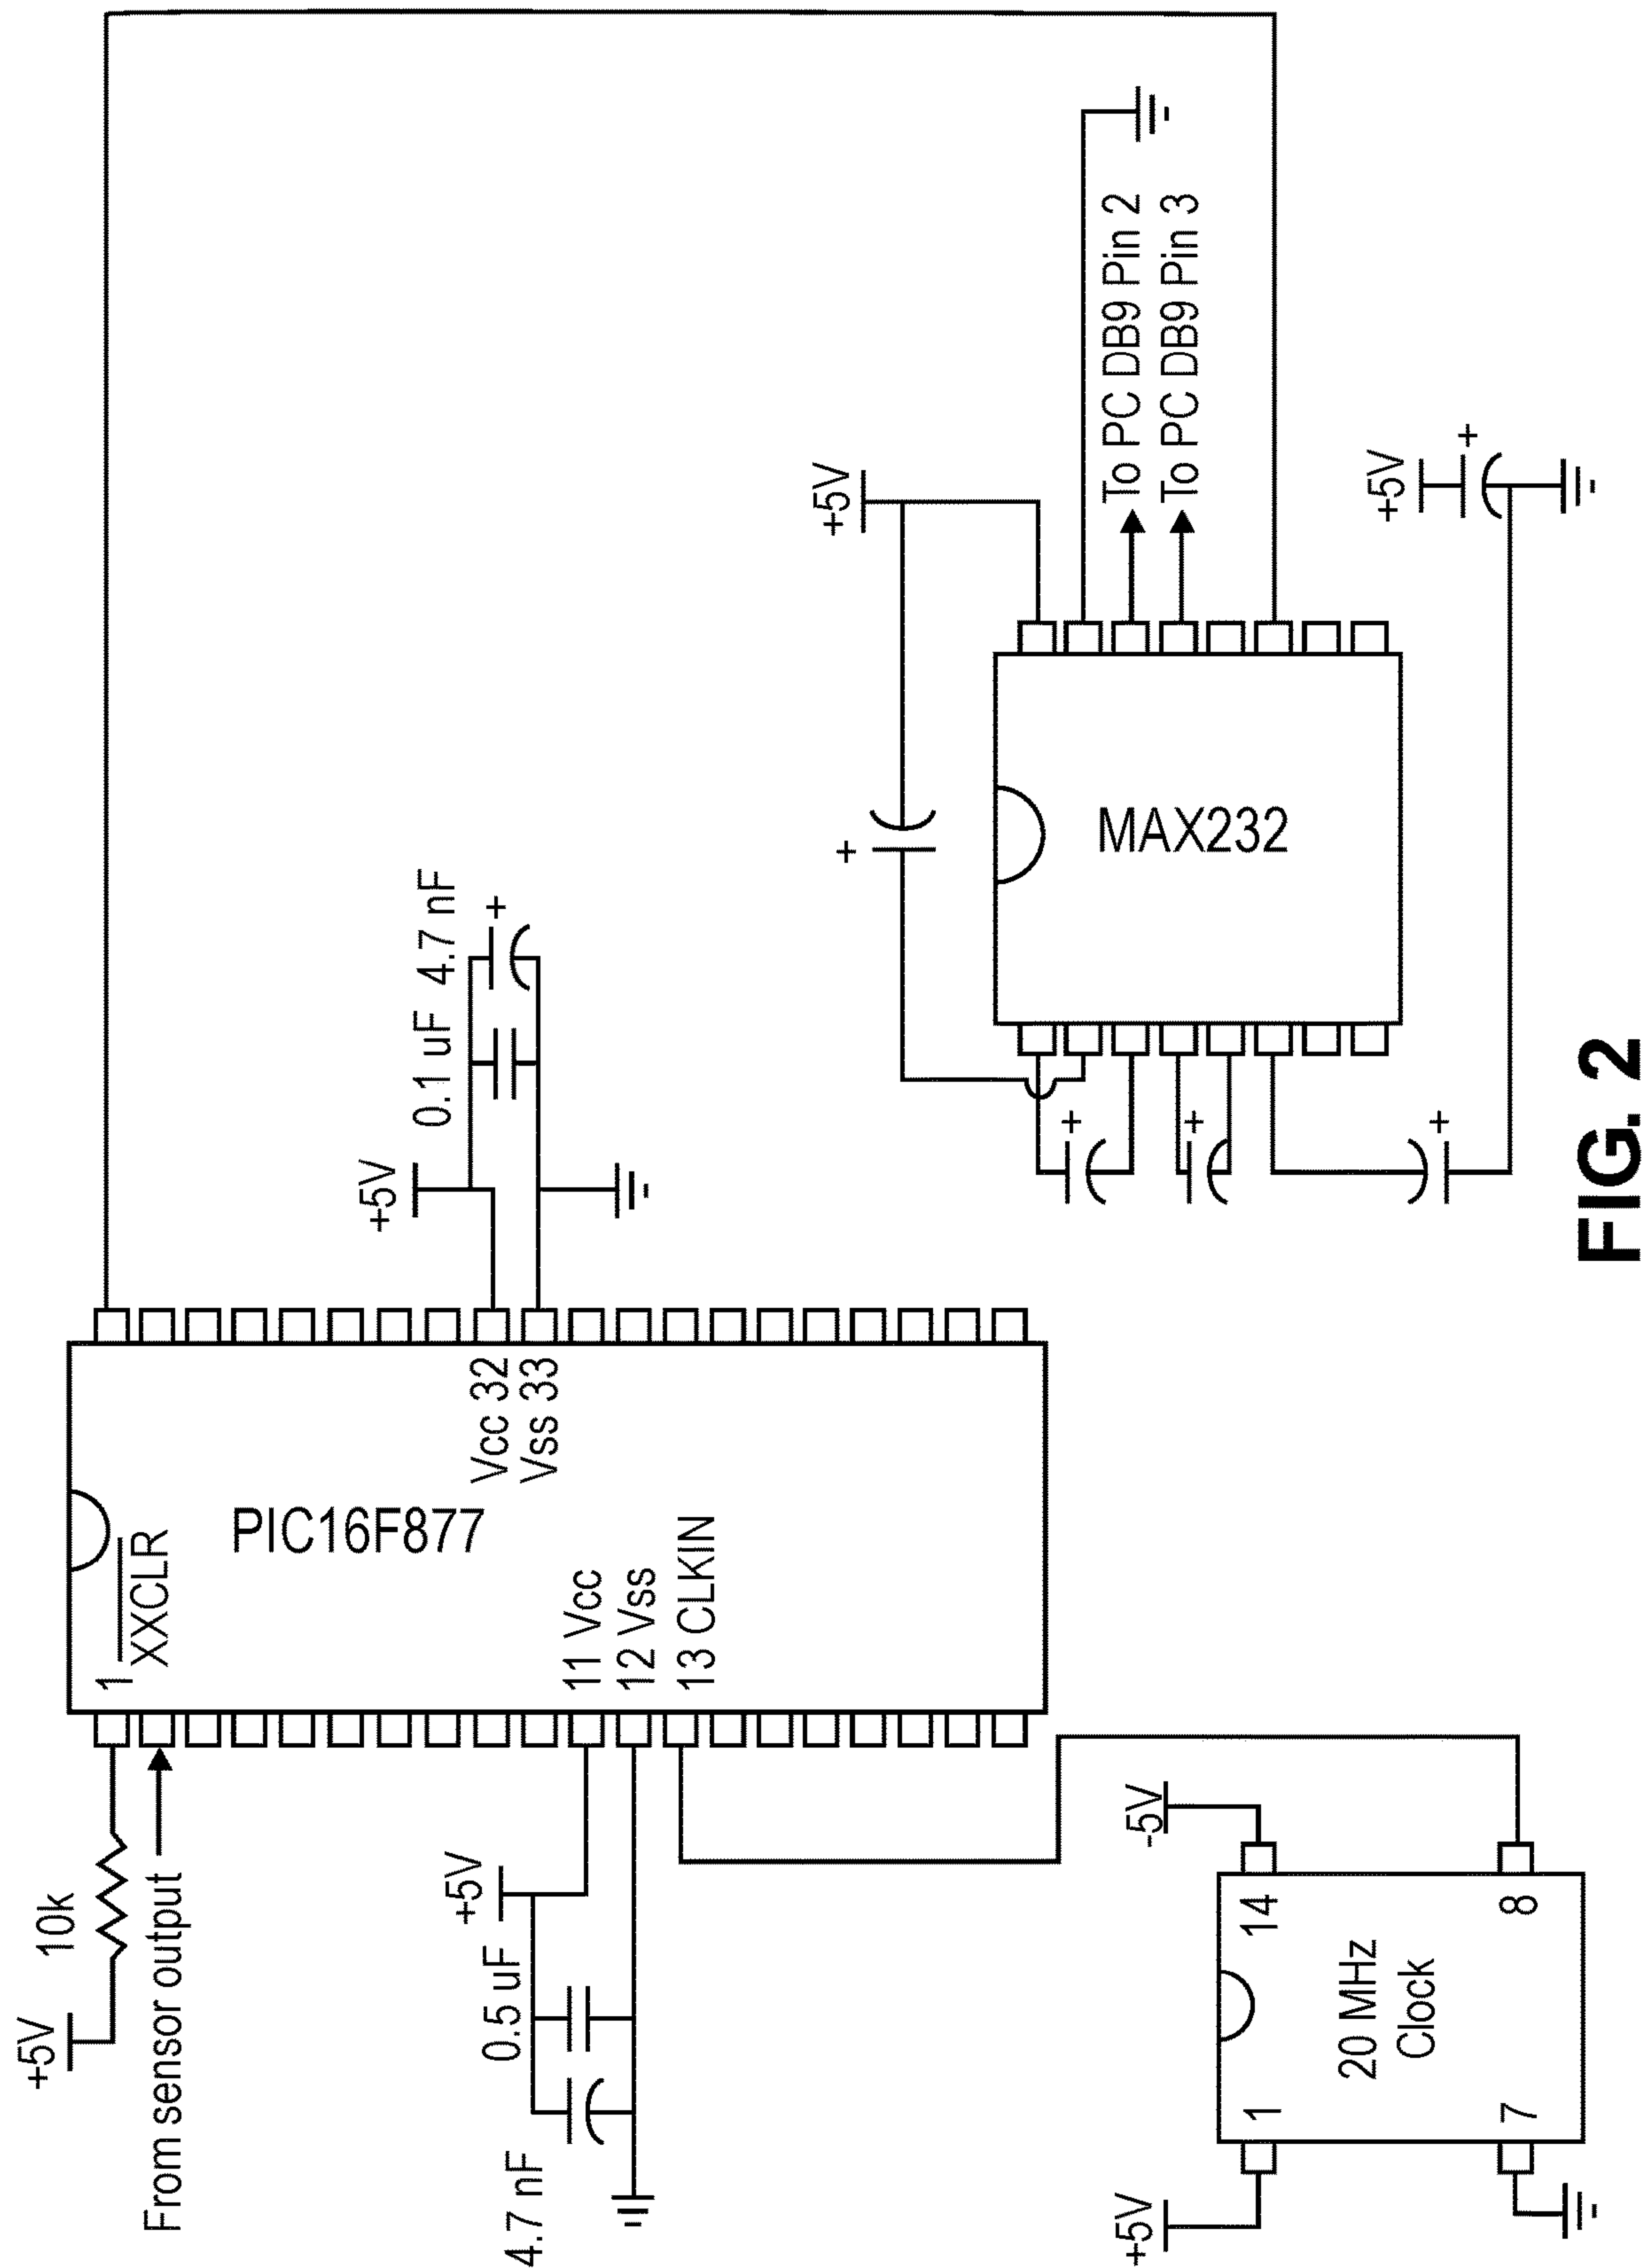 +5V
10k
From sensor output
1
XXCLR
PIC16F877
11 Vcc
12 Vss
13 CLKIN
Vcc 32
Vss 33
+5V
0.5 uF
4.7 nF
+5V
0.1 uF
4.7 nF
+
+5V
-5V
1
14
20 MHz
Clock
7
8
+5V
+
MAX232
To PC DB9 Pin 2
To PC DB9 Pin 3
+
+
+
+5V
+
FIG. 2